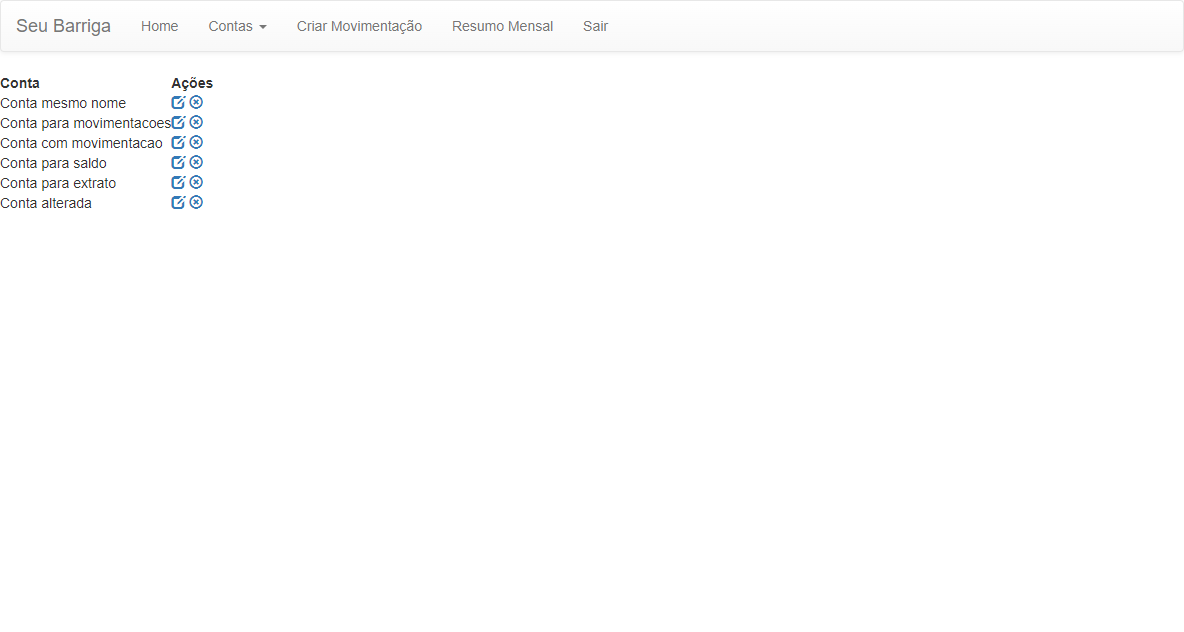 Seu Barriga Home Contas Criar Movimentação Resumo Mensal Sair
Conta Ações
Conta mesmo nome
Conta para movimentacoes
Conta com movimentacao
Conta para saldo
Conta para extrato
Conta alterada